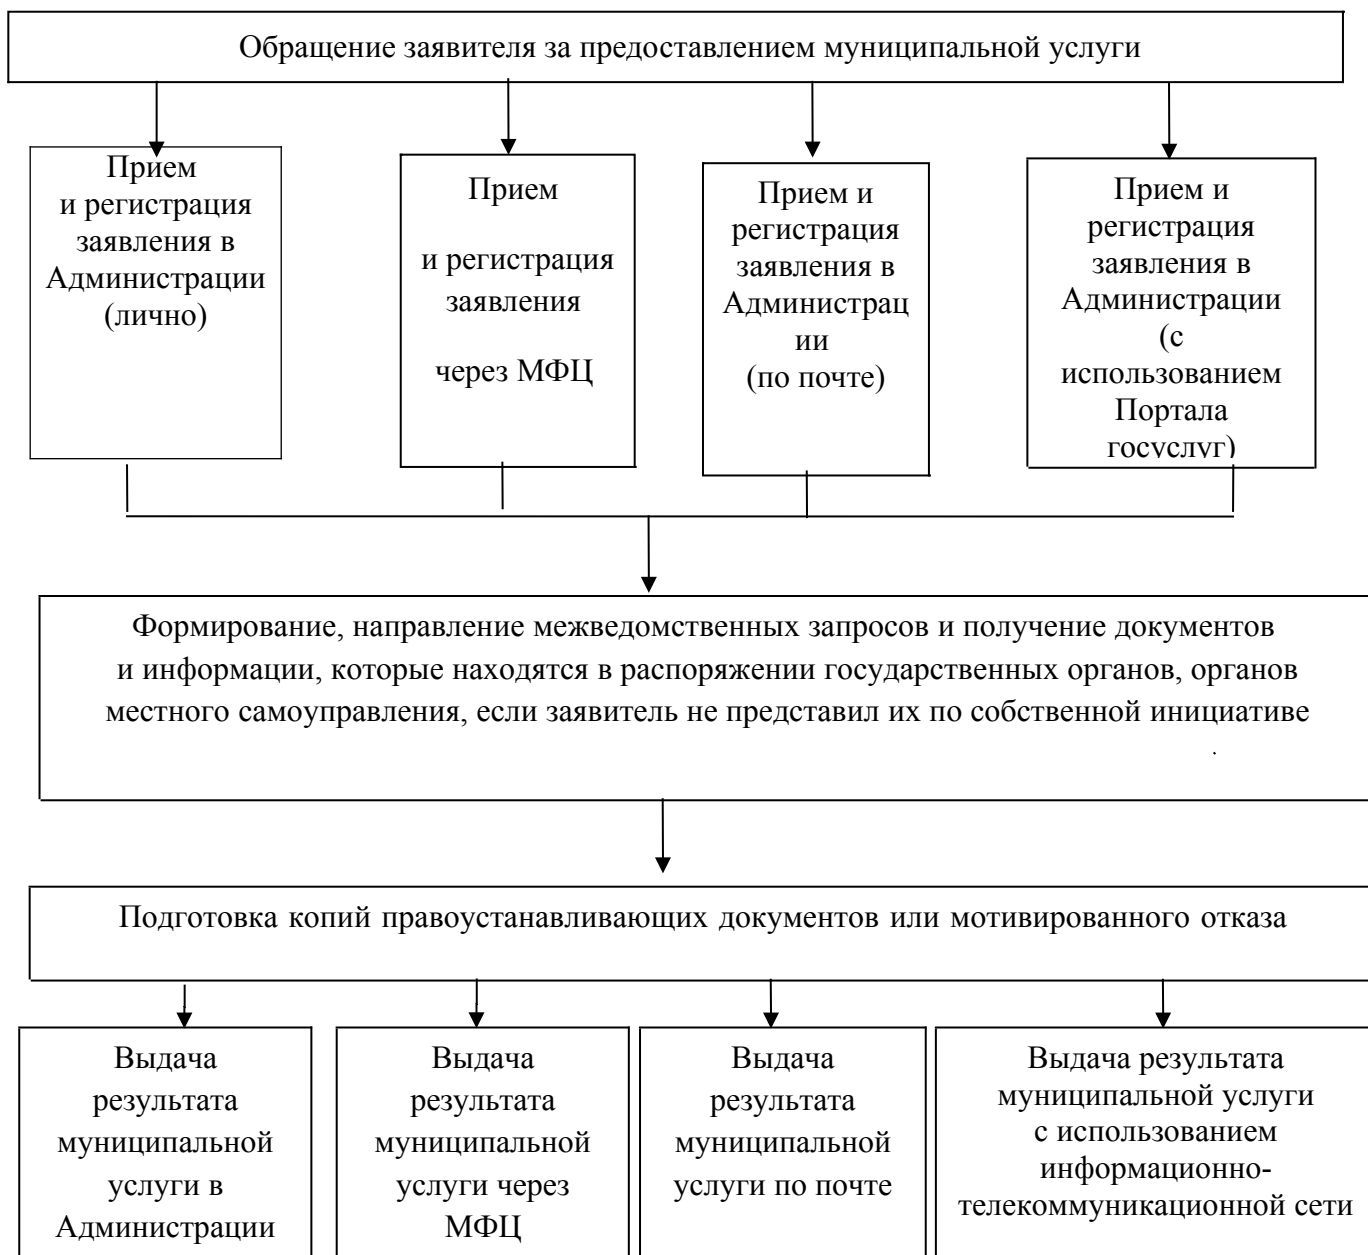 Обращение заявителя за предоставлением муниципальной услуги
Прием
и регистрация
заявления в
Администрации
(лично)
Прием
и регистрация
заявления
через МФЦ
Прием и
регистрация
заявления в
Администрац
ии
(по почте)
Прием и
регистрация
заявления в
Администрации
(с
использованием
Портала
госуслуг)
Формирование, направление межведомственных запросов и получение документов
и информации, которые находятся в распоряжении государственных органов, органов
местного самоуправления, если заявитель не представил их по собственной инициативе
.
Подготовка копий правоустанавливающих документов или мотивированного отказа
Выдача
результата
муниципальной
услуги в
Администрации
Выдача
результата
муниципальной
услуги через
МФЦ
Выдача
результата
муниципальной
услуги по почте
Выдача результата
муниципальной услуги
с использованием
информационно-
телекоммуникационной сети